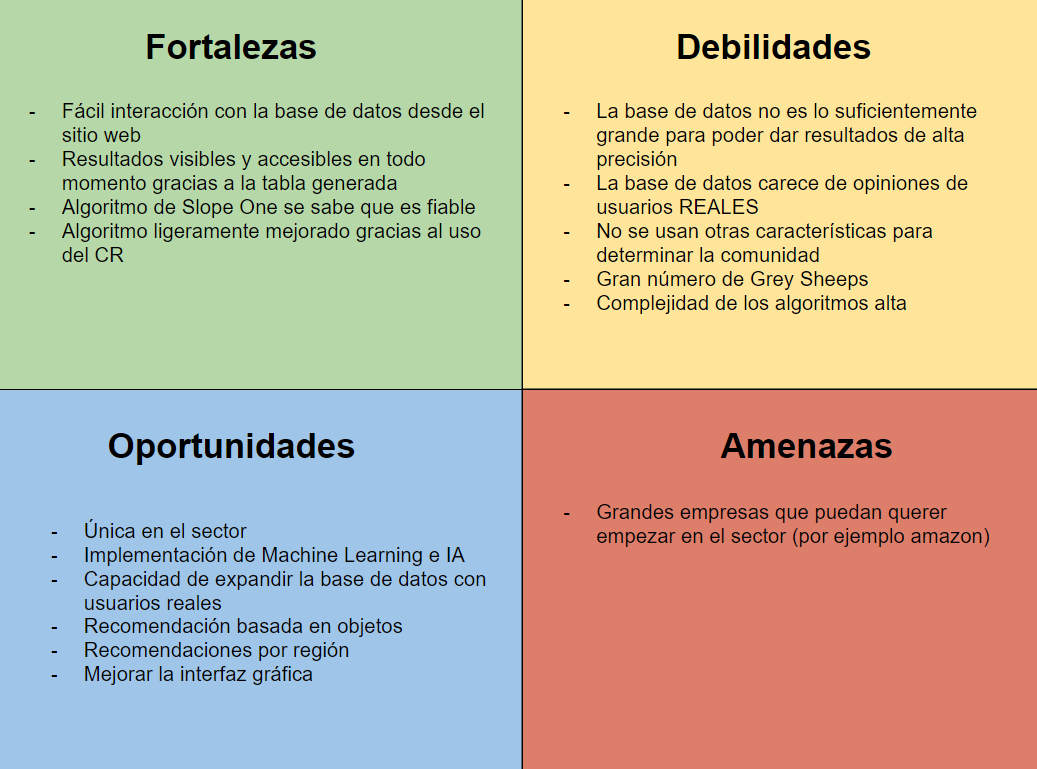 Fortalezas
- Fácil interacción con la base de datos desde el
sitio web
- Resultados visibles y accesibles en todo
momento gracias a la tabla generada
- Algoritmo de Slope One se sabe que es fiable
- Algoritmo ligeramente mejorado gracias al uso
del CR
Debilidades
- La base de datos no es lo suficientemente
grande para poder dar resultados de alta
precisión
- La base de datos carece de opiniones de
usuarios REALES
- No se usan otras características para
determinar la comunidad
- Gran número de Grey Sheeps
- Complejidad de los algoritmos alta
Oportunidades
- Única en el sector
- Implementación de Machine Learning e IA
- Capacidad de expandir la base de datos con
usuarios reales
- Recomendación basada en objetos
- Recomendaciones por región
- Mejorar la interfaz gráfica
Amenazas
- Grandes empresas que puedan querer
empezar en el sector (por ejemplo amazon)